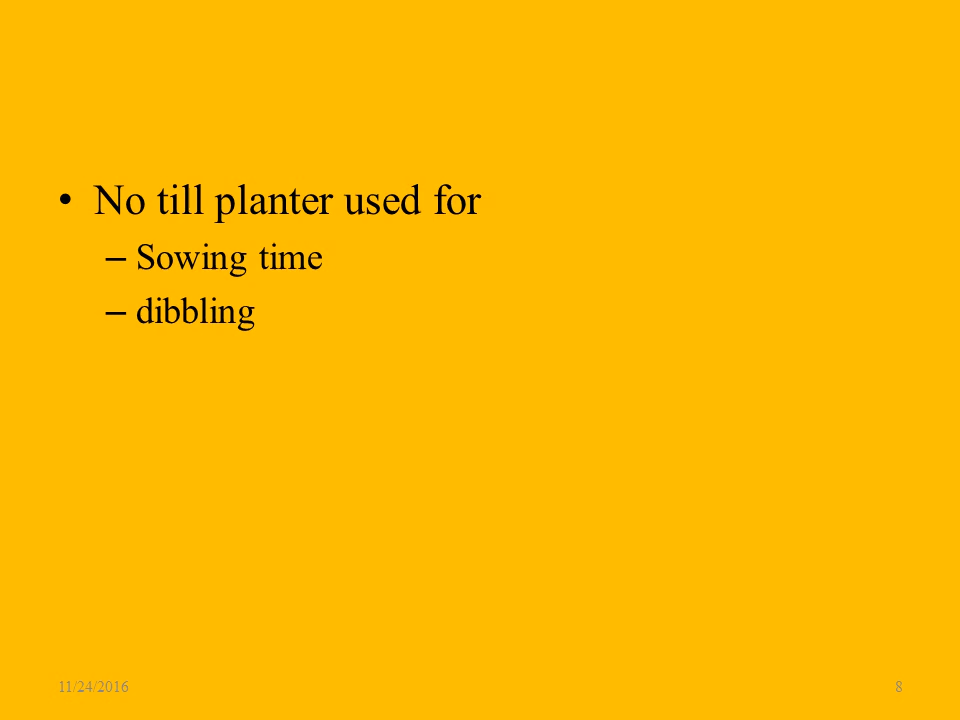 • No till planter used for
– Sowing time
– dibbling
11/24/2016 8